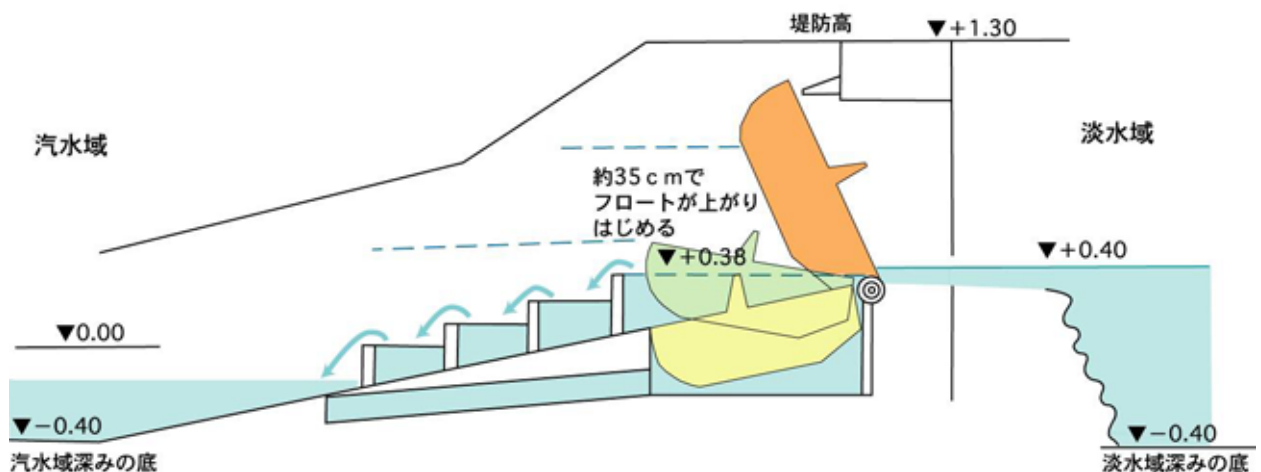 堤防高
▼+1.30
汽水域
淡水域
約35cmで
フロートが上がり
はじめる
▼+0.38
▼+0.40
▼0.00
▼−0.40
汽水域深みの底
▼−0.40
淡水域深みの底